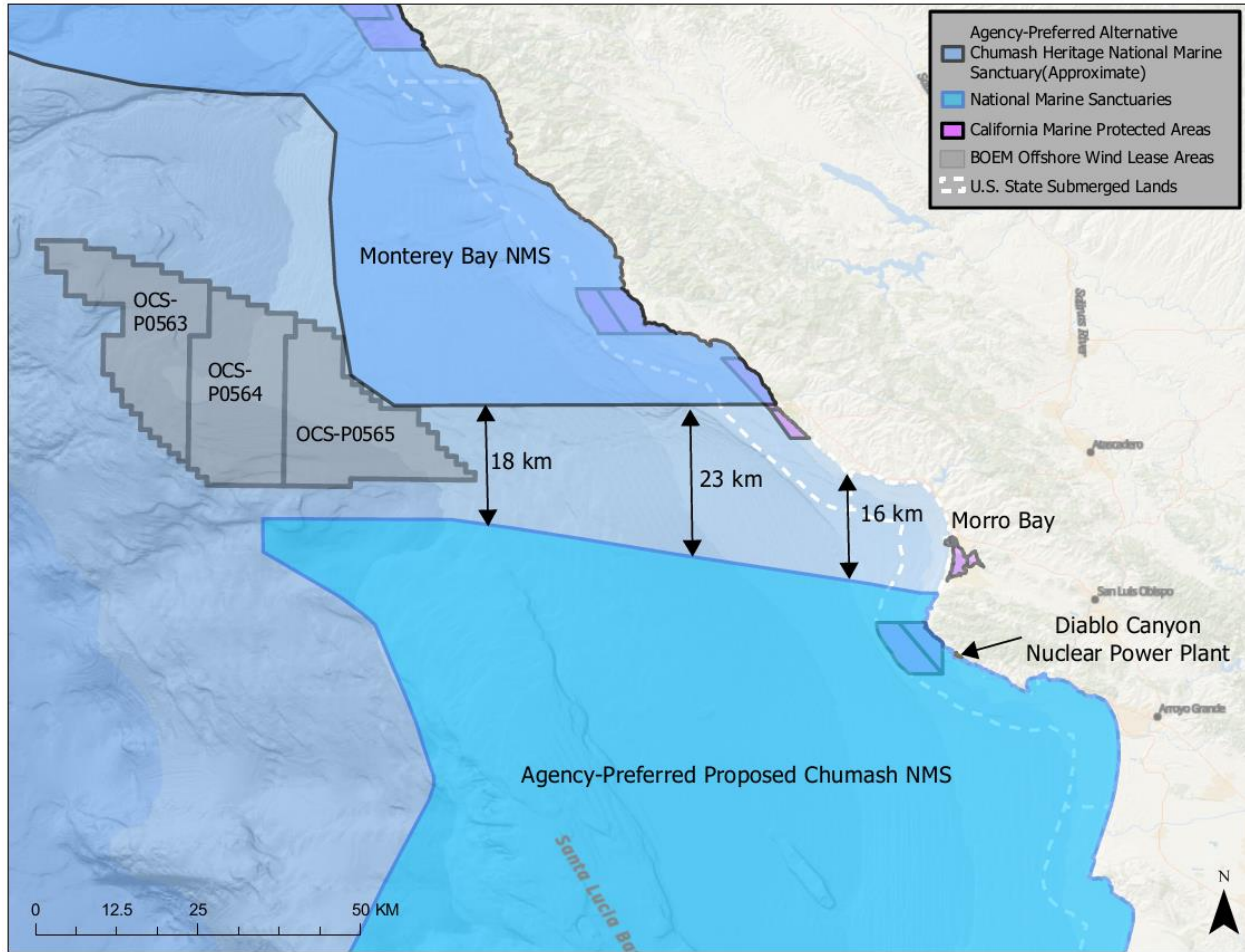 Agency-Preferred Alternative
Chumash Heritage National Marine
Sanctuary(Approximate)
National Marine Sanctuaries
California Marine Protected Areas
BOEM Offshore Wind Lease Areas
U.S. State Submerged Lands
Monterey Bay NMS
OCS-
P0563
OCS-
P0564
OCS-P0565
18 km
23 km
16 km
Salinas River
Atascadero
Morro Bay
San Luis Obispo
Diablo Canyon
Nuclear Power Plant
Arroyo Grande
Agency-Preferred Proposed Chumash NMS
Santa Lucia Ba
N
0 12.5 25 50 KM